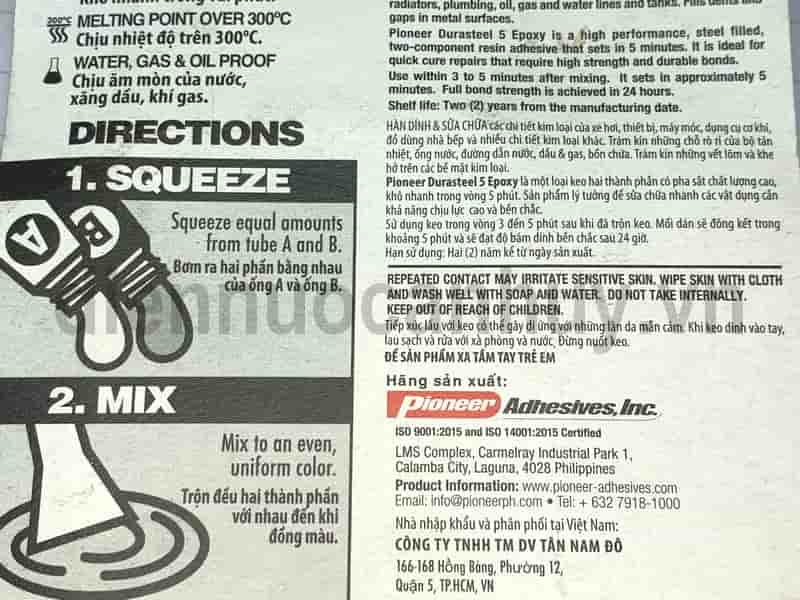 200°C MELTING POINT OVER 300°C
Chịu nhiệt độ trên 300°C.
WATER, GAS & OIL PROOF
Chịu ăm mòn của nước,
xăng dầu, khí gas.
DIRECTIONS
1. SQUEEZE
A
B
Squeeze equal amounts
from tube A and B.
Bơm ra hai phần bằng nhau
của ống A và ống B.
2. MIX
Mix to an even,
uniform color.
Trộn đều hai thành phần
với nhau đến khi
đồng màu.
radiators, plumbing, oil, gas and water lines and tanks. Fills dents and
gaps in metal surfaces.
Pioneer Durasteel 5 Epoxy is a high performance, steel filled,
two-component resin adhesive that sets in 5 minutes. It is ideal for
quick cure repairs that require high strength and durable bonds.
Use within 3 to 5 minutes after mixing. It sets in approximately 5
minutes. Full bond strength is achieved in 24 hours.
Shelf life: Two (2) years from the manufacturing date.
HÀN DÍNH & SỬA CHỮA các chi tiết kim loại của xe hơi, thiết bị, máy móc, dụng cụ cơ khí,
đồ dùng nhà bếp và nhiều chi tiết kim loại khác. Trám kín những chỗ rò rỉ của bộ tản
nhiệt, ống nước, đường dẫn nước, dầu & gas, bồn chứa. Trám kín những vết lõm và khe
hở trên các bề mặt kim loại.
Pioneer Durasteel 5 Epoxy là một loại keo hai thành phần có pha sắt chất lượng cao,
khô nhanh trong vòng 5 phút. Sản phẩm lý tưởng để sửa chữa nhanh các vật dụng cần
khả năng chịu lực cao và bền chắc.
Sử dụng keo trong vòng 3 đến 5 phút sau khi đã trộn keo. Mối dán sẽ đông kết trong
khoảng 5 phút và sẽ đạt độ bám dính bền chắc sau 24 giờ.
Hạn sử dụng: Hai (2) năm kể từ ngày sản xuất.
REPEATED CONTACT MAY IRRITATE SENSITIVE SKIN. WIPE SKIN WITH CLOTH
AND WASH WELL WITH SOAP AND WATER. DO NOT TAKE INTERNALLY.
KEEP OUT OF REACH OF CHILDREN.
Tiếp xúc lâu với keo có thể gây dị ứng với những làn da mẫn cảm. Khi keo dính vào tay,
lau sạch và rửa với xà phòng và nước. Đừng nuốt keo.
ĐỂ SẢN PHẨM XA TẦM TAY TRẺ EM
Hãng sản xuất:
Pioneer Adhesives, Inc.
ISO 9001:2015 and ISO 14001:2015 Certified
LMS Complex, Carmelray Industrial Park 1,
Calamba City, Laguna, 4028 Philippines
Product Information: www.pioneer-adhesives.com
Email: info@pioneerph.com • Tel: + 632 7918-1000
Nhà nhập khẩu và phân phối tại Việt Nam:
CÔNG TY TNHH TM DV TÂN NAM ĐÔ
166-168 Hồng Bàng, Phường 12,
Quận 5, TP.HCM, VN